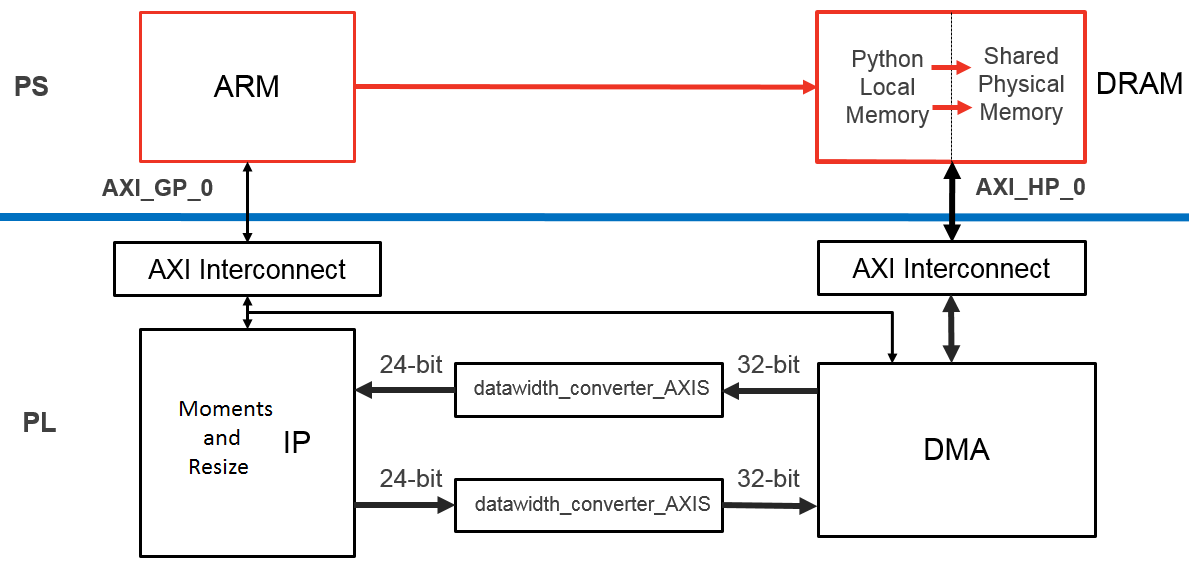 PS
ARM
Python
Local
Memory
Shared
Physical
Memory
DRAM
AXI_GP_0
AXI_HP_0
AXI Interconnect
AXI Interconnect
PL
Moments
and
Resize
IP
24-bit
datawidth_converter_AXIS
32-bit
24-bit
datawidth_converter_AXIS
32-bit
DMA